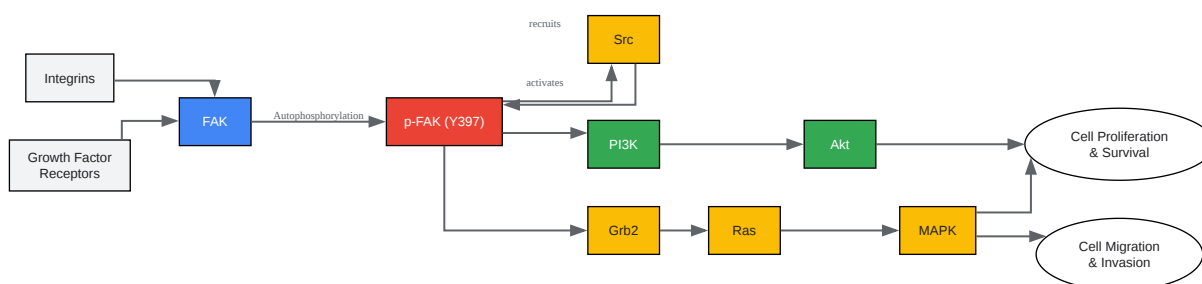 recruits
Src
Integrins
activates
FAK
Autophosphorylation
p-FAK (Y397)
Growth Factor
Receptors
PI3K
Akt
Cell Proliferation
& Survival
Grb2
Ras
MAPK
Cell Migration
& Invasion